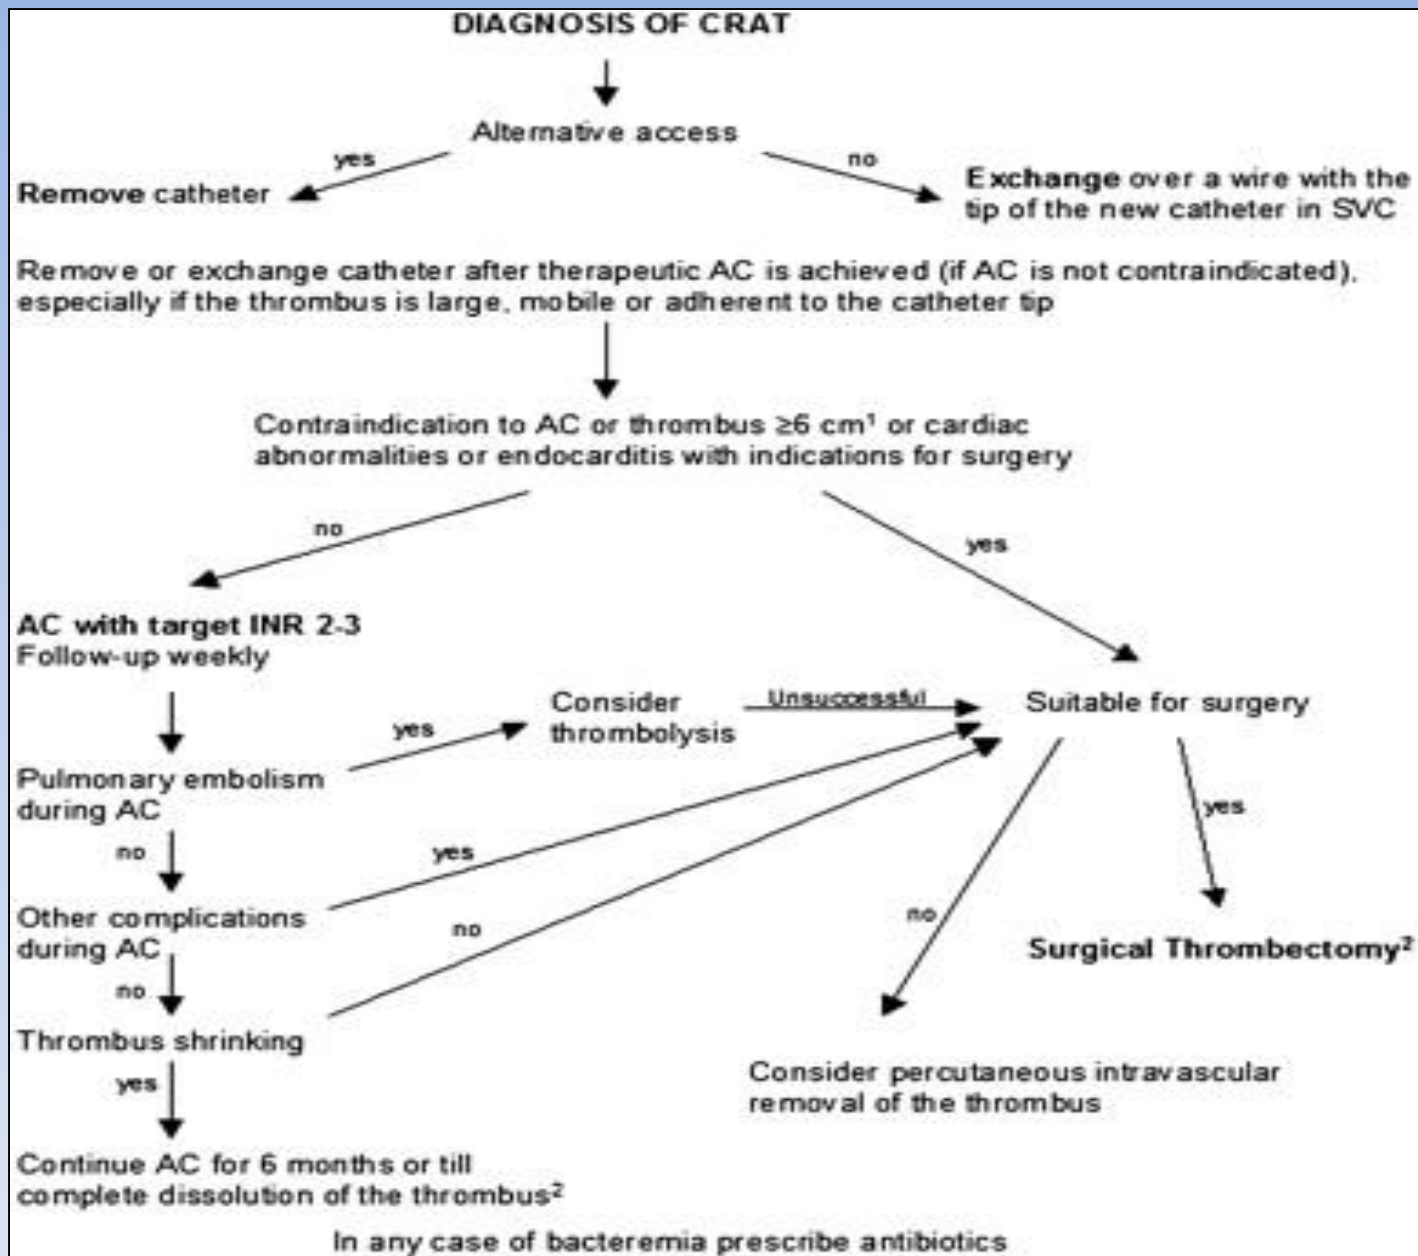 DIAGNOSIS OF CRAT
Alternative access
yes
no
Remove catheter
Exchange over a wire with the
tip of the new catheter in SVC
Remove or exchange catheter after therapeutic AC is achieved (if AC is not contraindicated),
especially if the thrombus is large, mobile or adherent to the catheter tip
Contraindication to AC or thrombus ≥6 cm¹ or cardiac
abnormalities or endocarditis with indications for surgery
no
yes
AC with target INR 2-3
Follow-up weekly
Consider
thrombolysis
Unsuccessful
Suitable for surgery
yes
Pulmonary embolism
during AC
yes
no
yes
Other complications
during AC
no
no
Surgical Thrombectomy²
no
Thrombus shrinking
yes
Consider percutaneous intravascular
removal of the thrombus
Continue AC for 6 months or till
complete dissolution of the thrombus²
In any case of bacteremia prescribe antibiotics